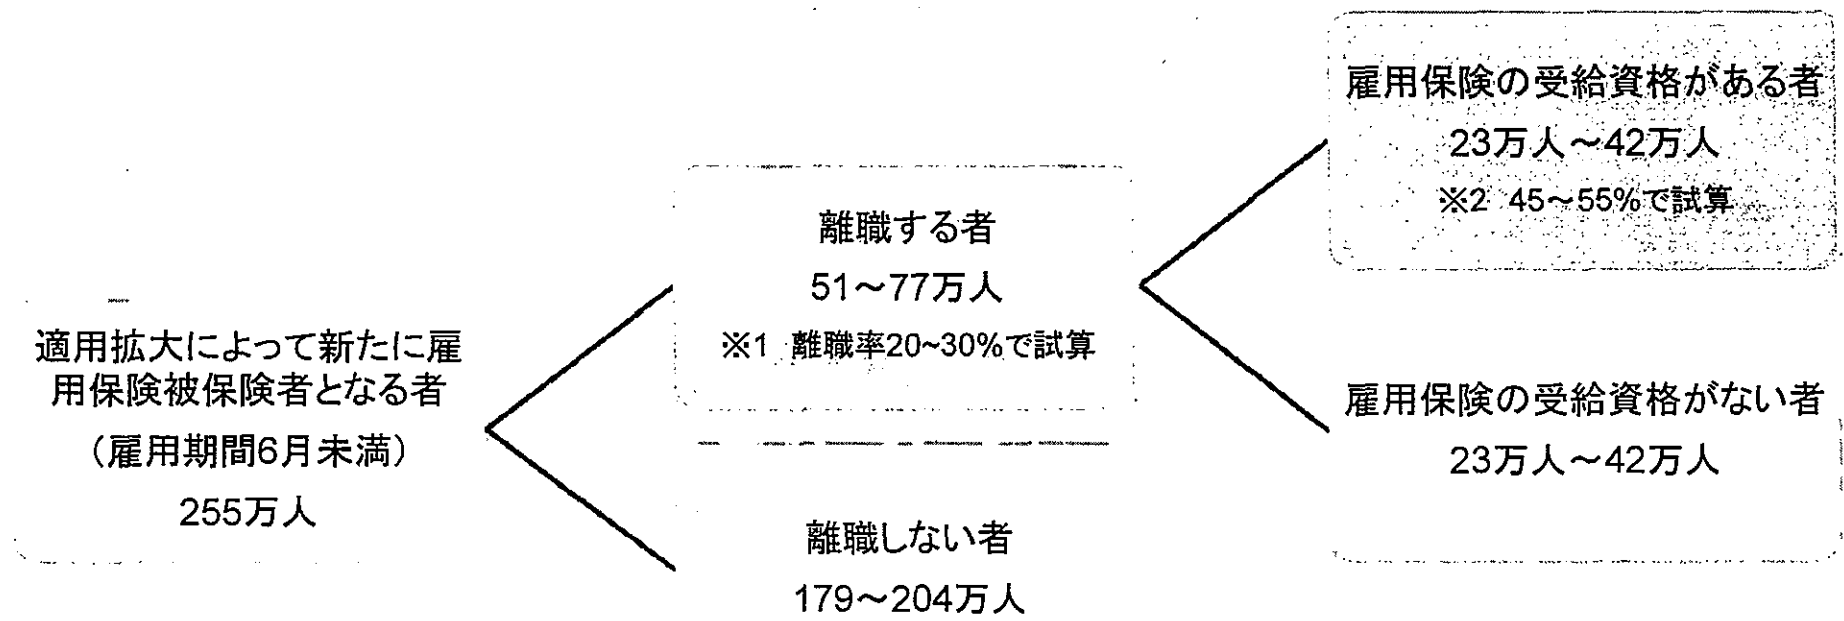 適用拡大によって新たに雇
用保険被保険者となる者
（雇用期間6月未満）
255万人
離職する者
51～77万人
※1 離職率20~30%で試算
離職しない者
179～204万人
雇用保険の受給資格がある者
23万人～42万人
※2 45～55%で試算
雇用保険の受給資格がない者
23万人～42万人